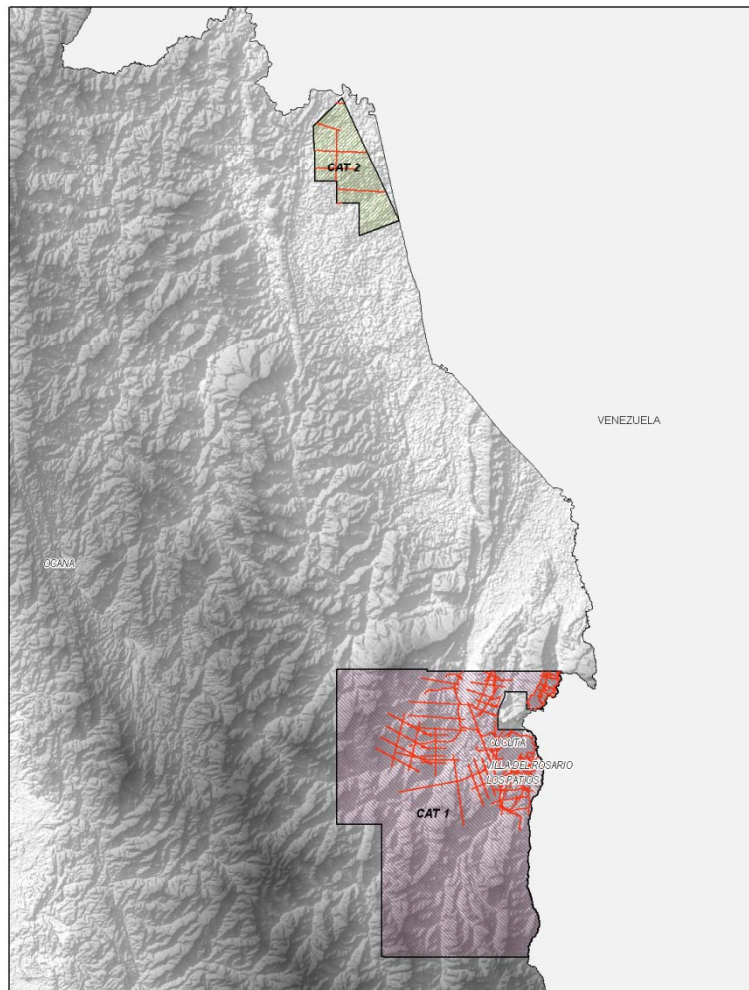 CAT 2
VENEZUELA
OCAÑA
CUCUTA
VILLA DEL ROSARIO
LOS PATIOS
CAT 1